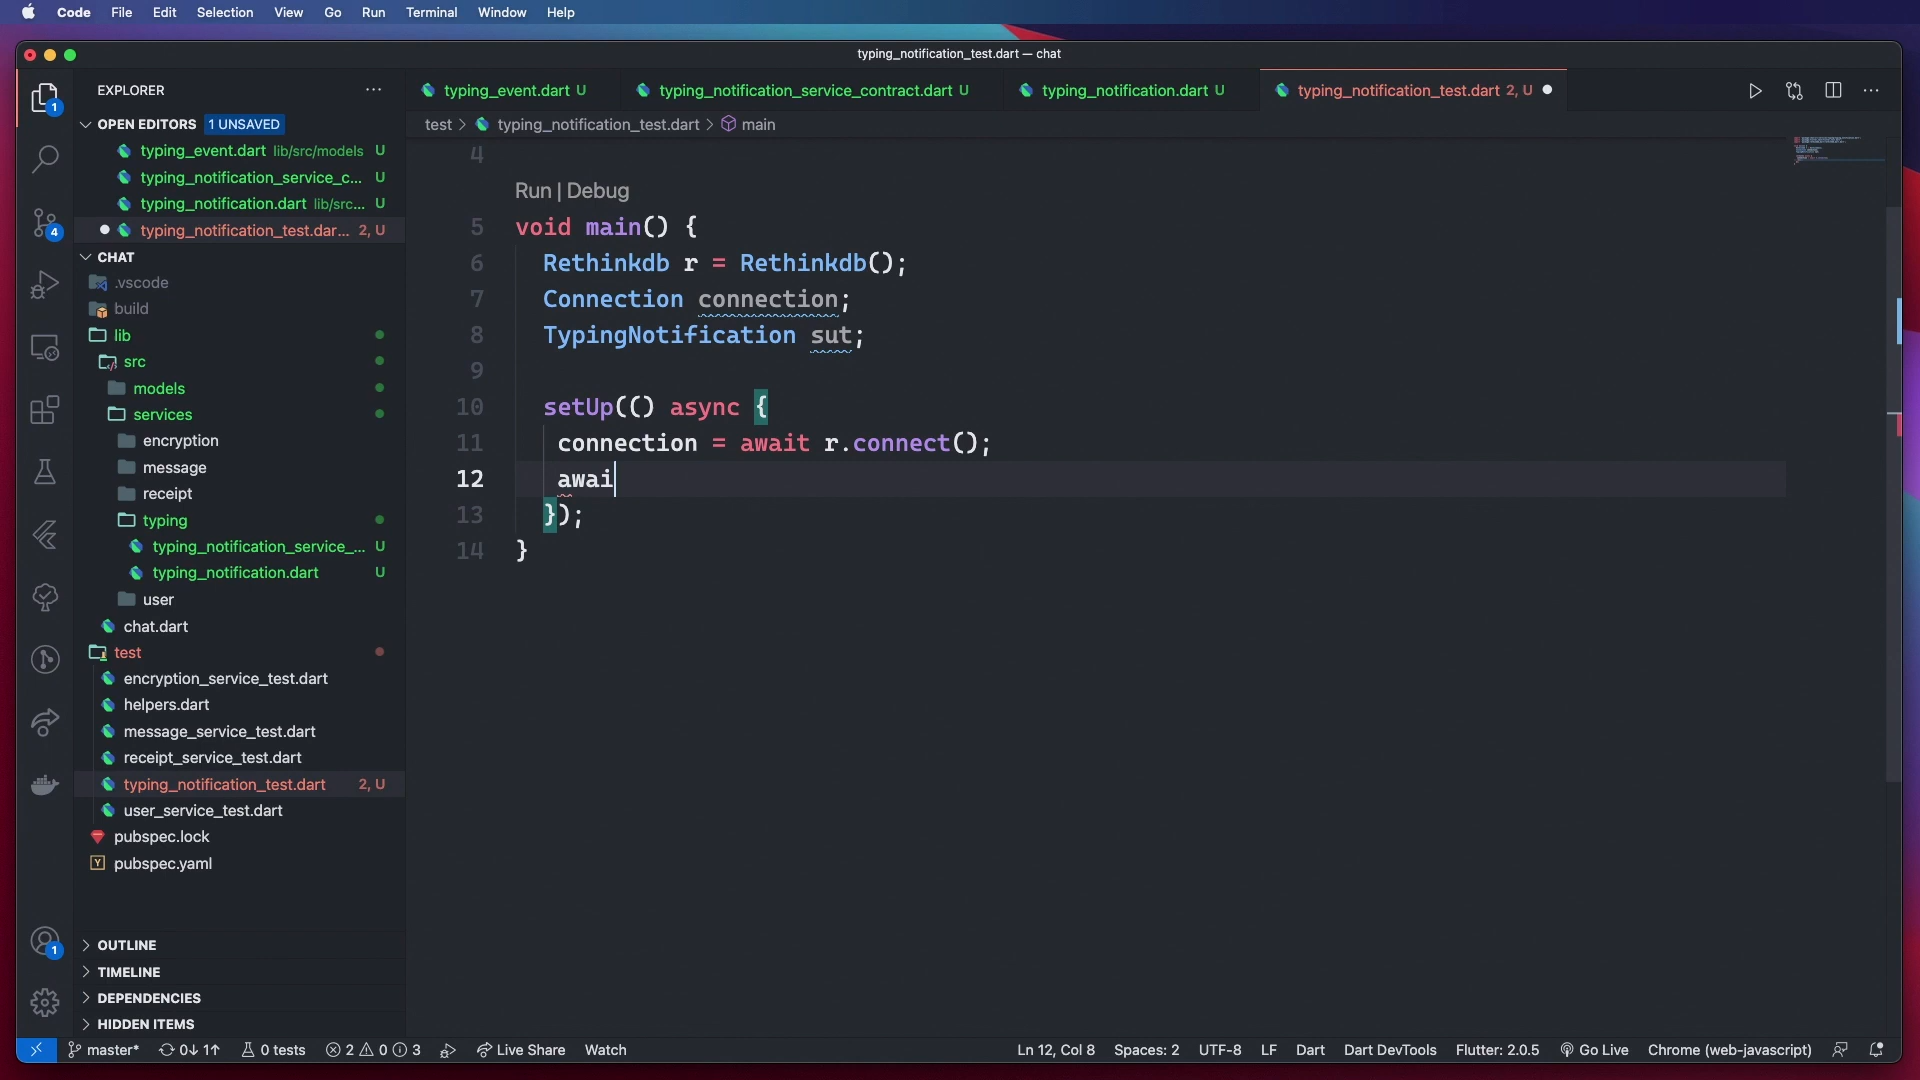 Code File Edit Selection View Go Run Terminal Window Help
typing_notification_test.dart — chat
EXPLORER
OPEN EDITORS 1 UNSAVED
typing_event.dart lib/src/models U
typing_notification_service_c... U
typing_notification.dart lib/src... U
typing_notification_test.dar... 2, U
CHAT
.vscode
build
lib
src
models
services
encryption
message
receipt
typing
typing_notification_service_... U
typing_notification.dart U
user
chat.dart
test
encryption_service_test.dart
helpers.dart
message_service_test.dart
receipt_service_test.dart
typing_notification_test.dart 2, U
user_service_test.dart
pubspec.lock
pubspec.yaml
OUTLINE
TIMELINE
DEPENDENCIES
HIDDEN ITEMS
1
4
1
typing_event.dart U typing_notification_service_contract.dart U typing_notification.dart U typing_notification_test.dart 2, U
test > typing_notification_test.dart > main
4
Run | Debug
5 void main() {
6 Rethinkdb r = Rethinkdb();
7 Connection connection;
8 TypingNotification sut;
9
10 setUp(() async {
11 connection = await r.connect();
12 awai
13 });
14 }
master* 0↓ 1↑ 0 tests 2 0 3 Live Share Watch Ln 12, Col 8 Spaces: 2 UTF-8 LF Dart Dart DevTools Flutter: 2.0.5 Go Live Chrome (web-javascript)